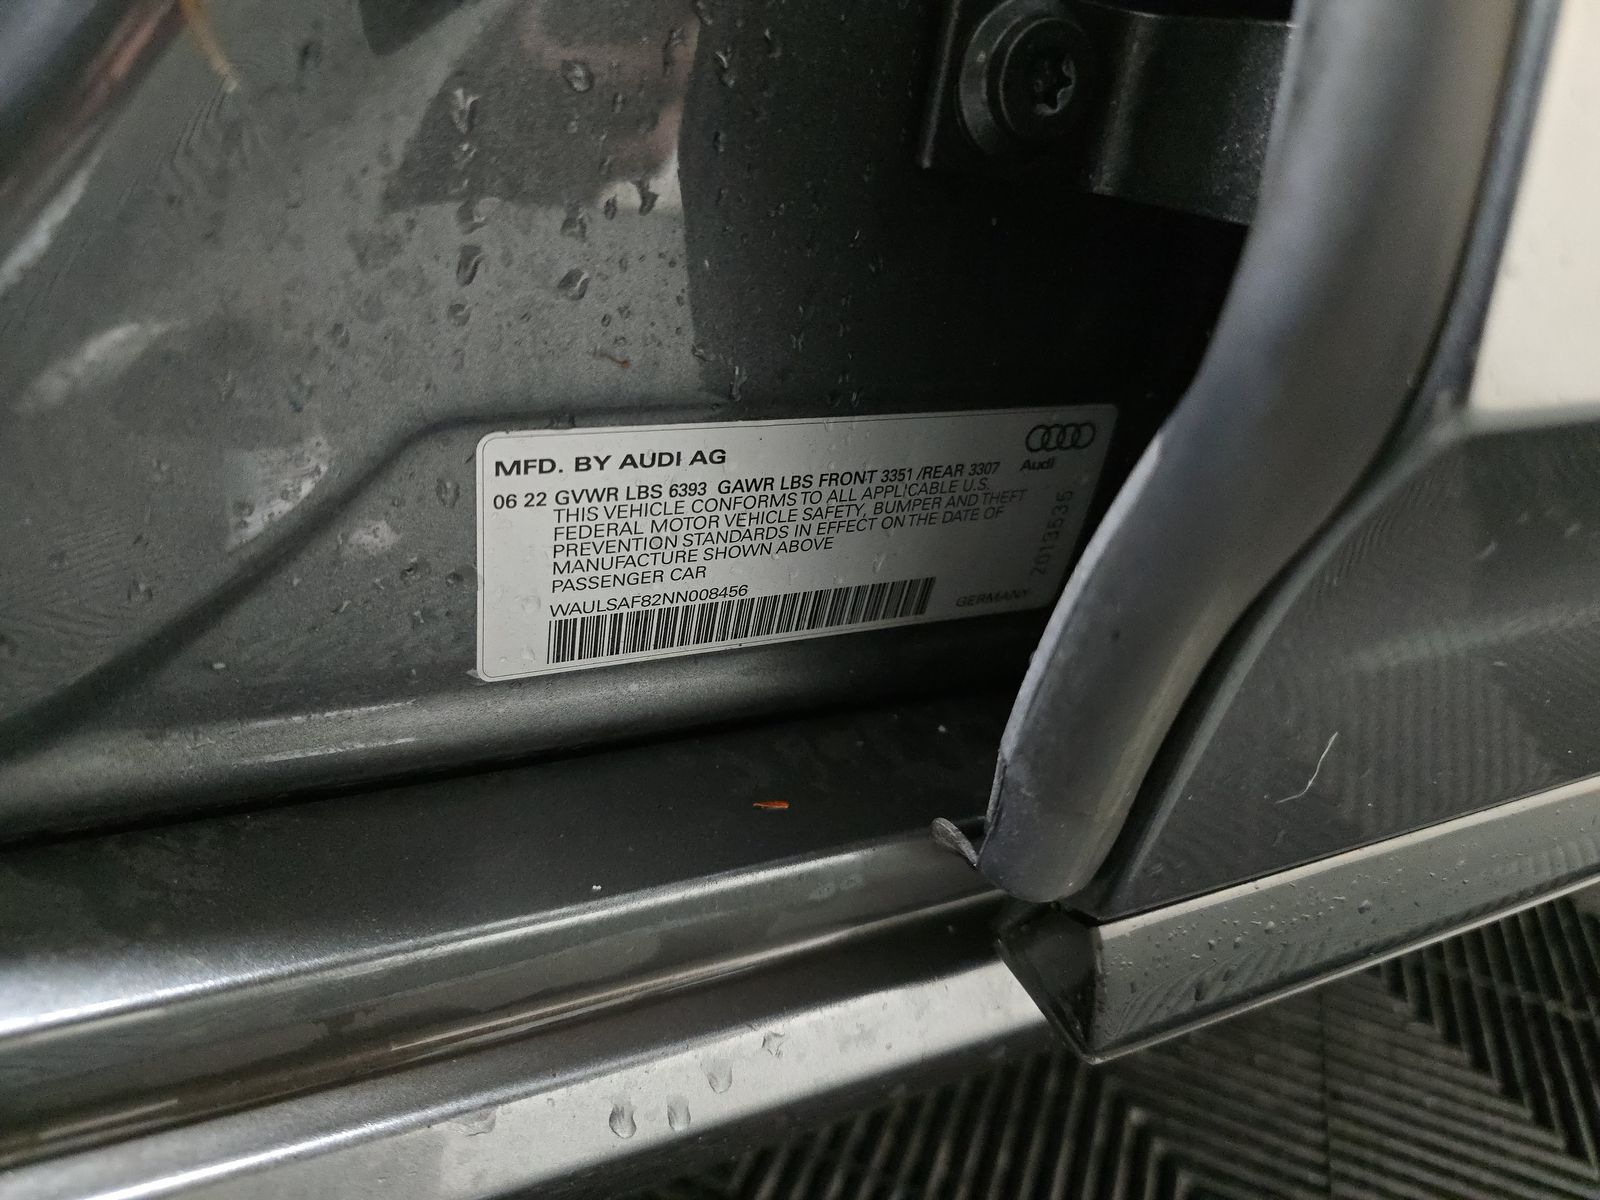 MFD. BY AUDI AG
Audi
06 22 GVWR LBS 6393 GAWR LBS FRONT 3351 /REAR 3307
THIS VEHICLE CONFORMS TO ALL APPLICABLE U.S.
FEDERAL MOTOR VEHICLE SAFETY, BUMPER AND THEFT
PREVENTION STANDARDS IN EFFECT ON THE DATE OF
MANUFACTURE SHOWN ABOVE
PASSENGER CAR
WAULSAF82NN008456
GERMANY
20135535